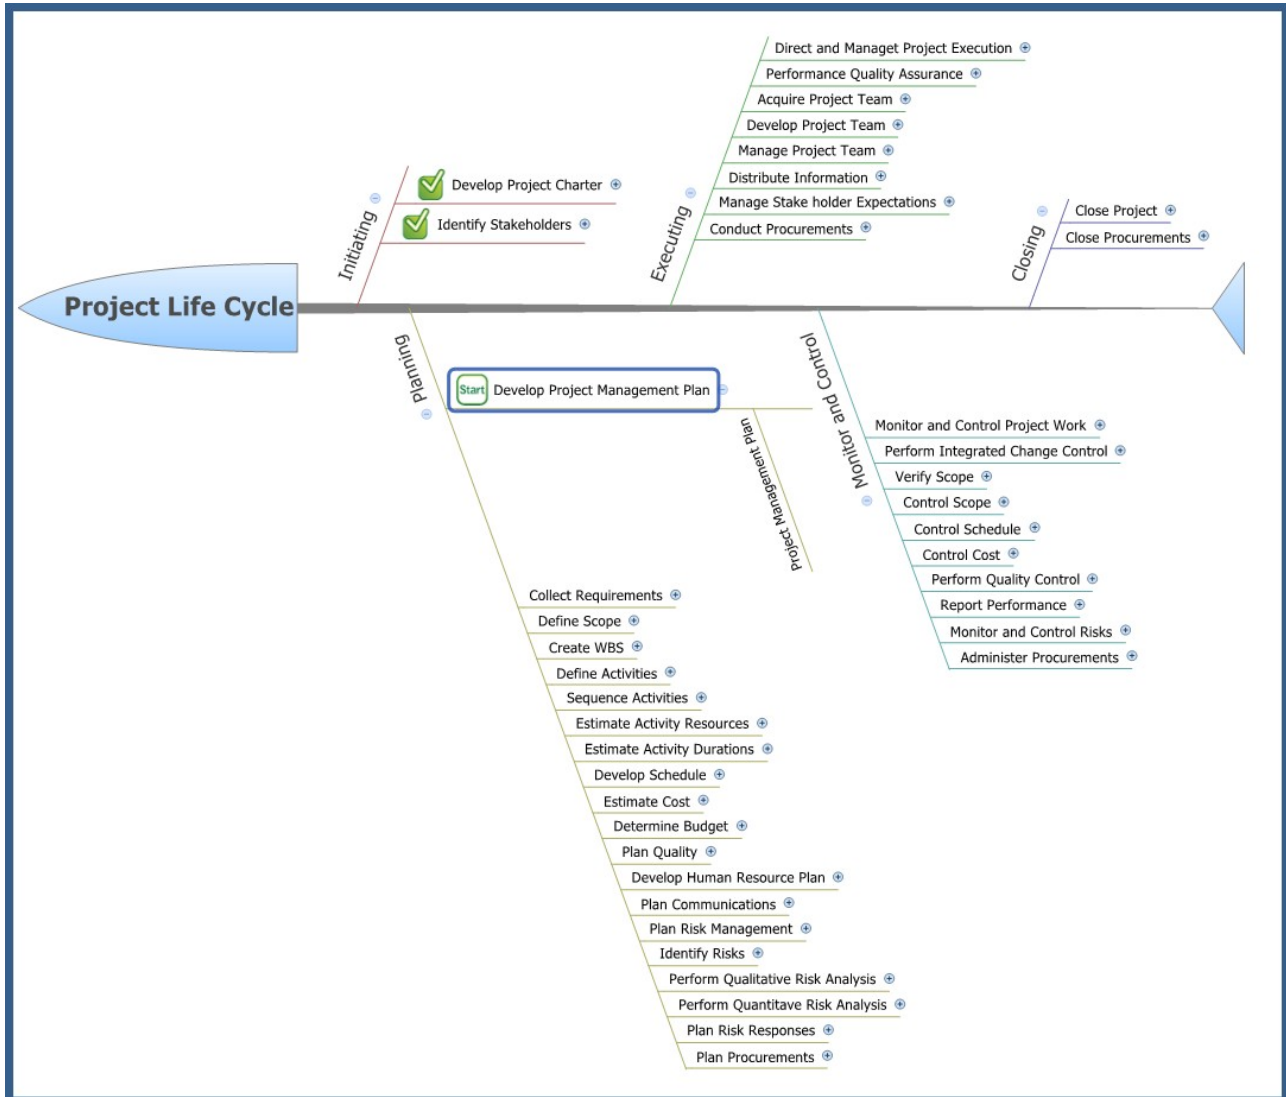 Project Life Cycle
Initiating
Develop Project Charter
Identify Stakeholders
Planning
Start
Develop Project Management Plan
Project Management Plan
Collect Requirements
Define Scope
Create WBS
Define Activities
Sequence Activities
Estimate Activity Resources
Estimate Activity Durations
Develop Schedule
Estimate Cost
Determine Budget
Plan Quality
Develop Human Resource Plan
Plan Communications
Plan Risk Management
Identify Risks
Perform Qualitative Risk Analysis
Perform Quantitave Risk Analysis
Plan Risk Responses
Plan Procurements
Executing
Direct and Managet Project Execution
Performance Quality Assurance
Acquire Project Team
Develop Project Team
Manage Project Team
Distribute Information
Manage Stake holder Expectations
Conduct Procurements
Monitor and Control
Monitor and Control Project Work
Perform Integrated Change Control
Verify Scope
Control Scope
Control Schedule
Control Cost
Perform Quality Control
Report Performance
Monitor and Control Risks
Administer Procurements
Closing
Close Project
Close Procurements